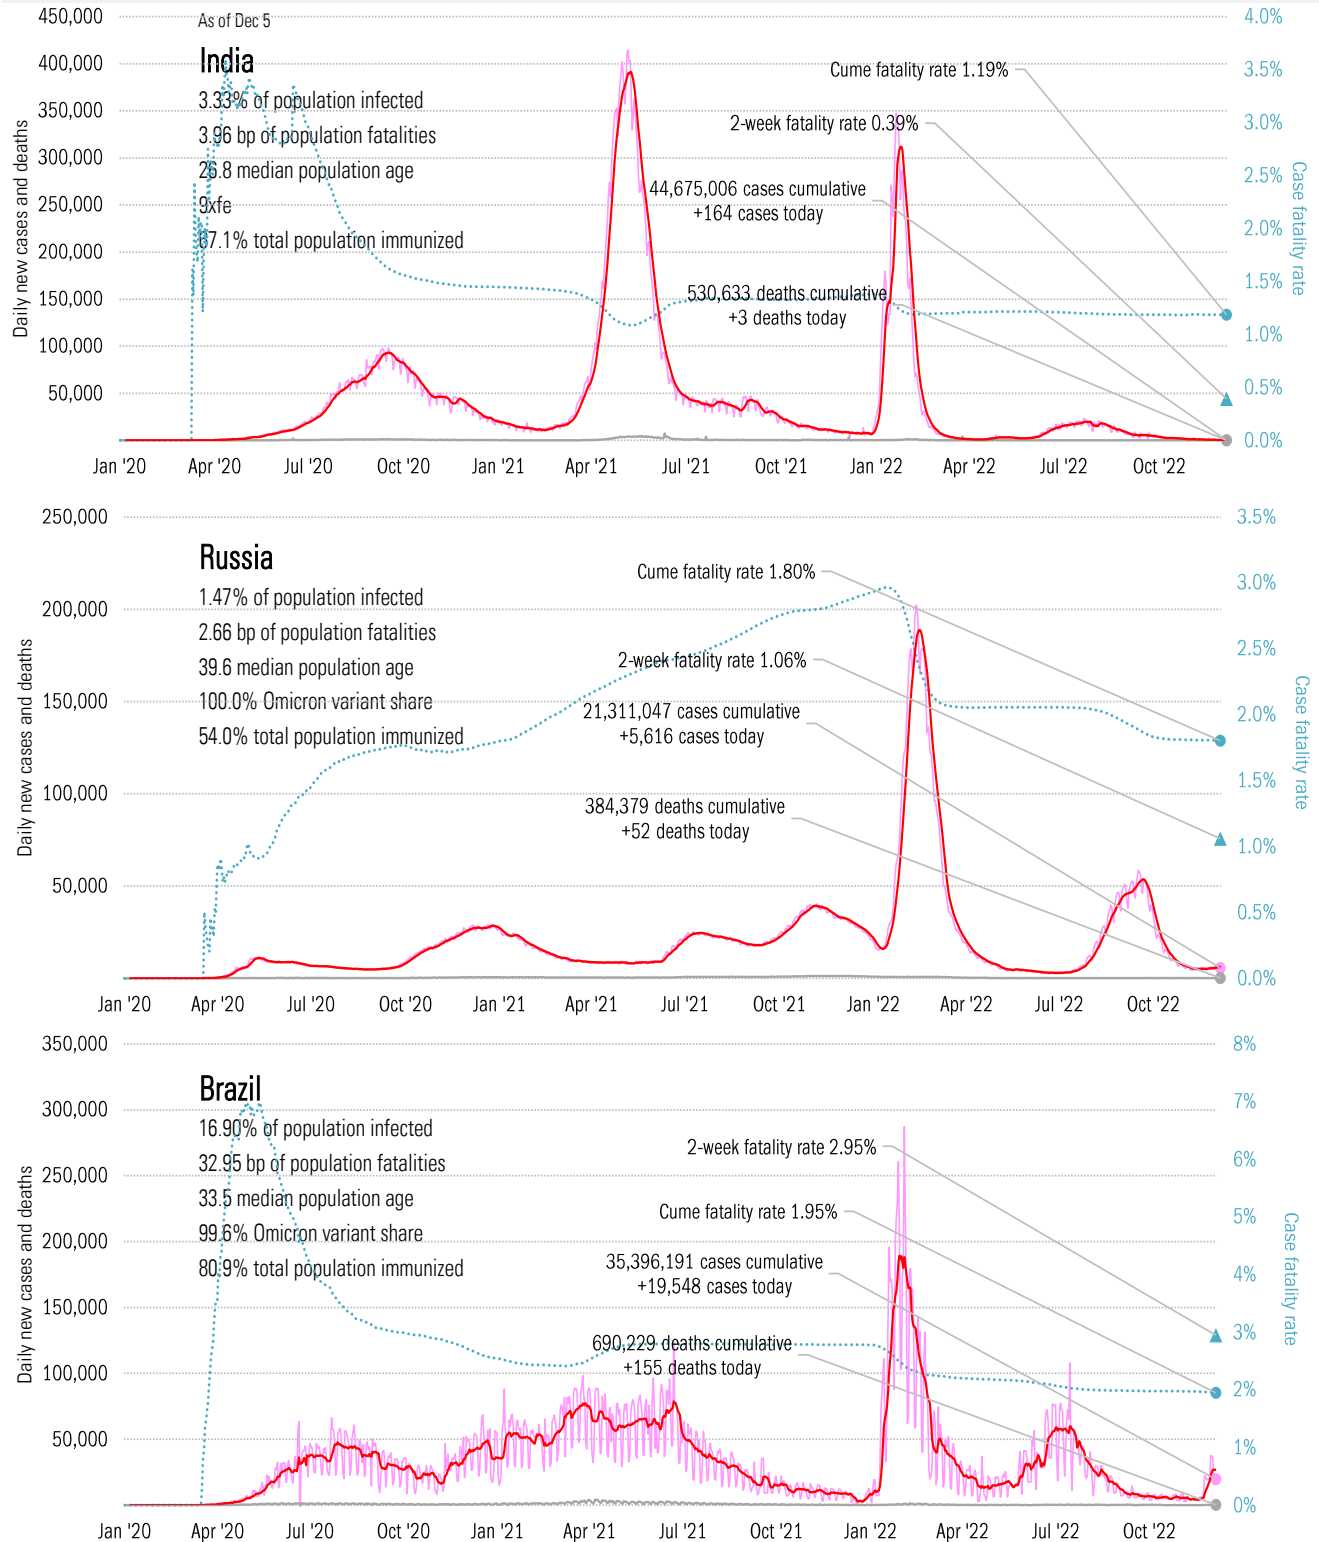 As of Dec 5
India
3.33% of population infected
3.96 bp of population fatalities
26.8 median population age
9xfe
67.1% total population immunized
Cume fatality rate 1.19%
2-week fatality rate 0.39%
44,675,006 cases cumulative
+164 cases today
530,633 deaths cumulative
+3 deaths today
Daily new cases and deaths
450,000
400,000
350,000
300,000
250,000
200,000
150,000
100,000
50,000
4.0%
3.5%
3.0%
2.5%
2.0%
1.5%
1.0%
0.5%
0.0%
Case fatality rate
Jan '20 Apr '20 Jul '20 Oct '20 Jan '21 Apr '21 Jul '21 Oct '21 Jan '22 Apr '22 Jul '22 Oct '22
Russia
1.47% of population infected
2.66 bp of population fatalities
39.6 median population age
100.0% Omicron variant share
54.0% total population immunized
Cume fatality rate 1.80%
2-week fatality rate 1.06%
21,311,047 cases cumulative
+5,616 cases today
384,379 deaths cumulative
+52 deaths today
Daily new cases and deaths
250,000
200,000
150,000
100,000
50,000
3.5%
3.0%
2.5%
2.0%
1.5%
1.0%
0.5%
0.0%
Case fatality rate
Jan '20 Apr '20 Jul '20 Oct '20 Jan '21 Apr '21 Jul '21 Oct '21 Jan '22 Apr '22 Jul '22 Oct '22
Brazil
16.90% of population infected
32.95 bp of population fatalities
33.5 median population age
99.6% Omicron variant share
80.9% total population immunized
2-week fatality rate 2.95%
Cume fatality rate 1.95%
35,396,191 cases cumulative
+19,548 cases today
690,229 deaths cumulative
+155 deaths today
Daily new cases and deaths
350,000
300,000
250,000
200,000
150,000
100,000
50,000
8%
7%
6%
5%
4%
3%
2%
1%
0%
Case fatality rate
Jan '20 Apr '20 Jul '20 Oct '20 Jan '21 Apr '21 Jul '21 Oct '21 Jan '22 Apr '22 Jul '22 Oct '22